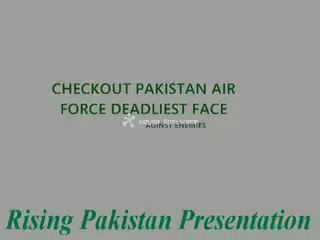 CHECKOUT PAKISTAN AIR
FORCE DEADLIEST FACE
AGINST ENEMIES
Rising Pakistan Presentation